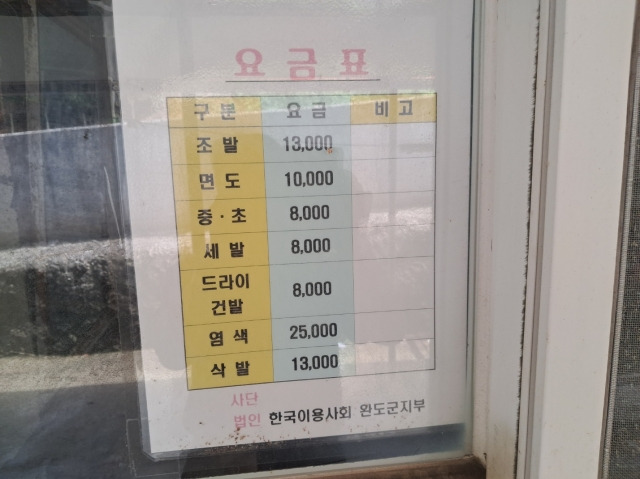 요금표
구분 요금 비고
조발 13,000
면도 10,000
중·초 8,000
세발 8,000
드라이
건발 8,000
염색 25,000
삭발 13,000
사단
법인 한국이용사회 완도군지부